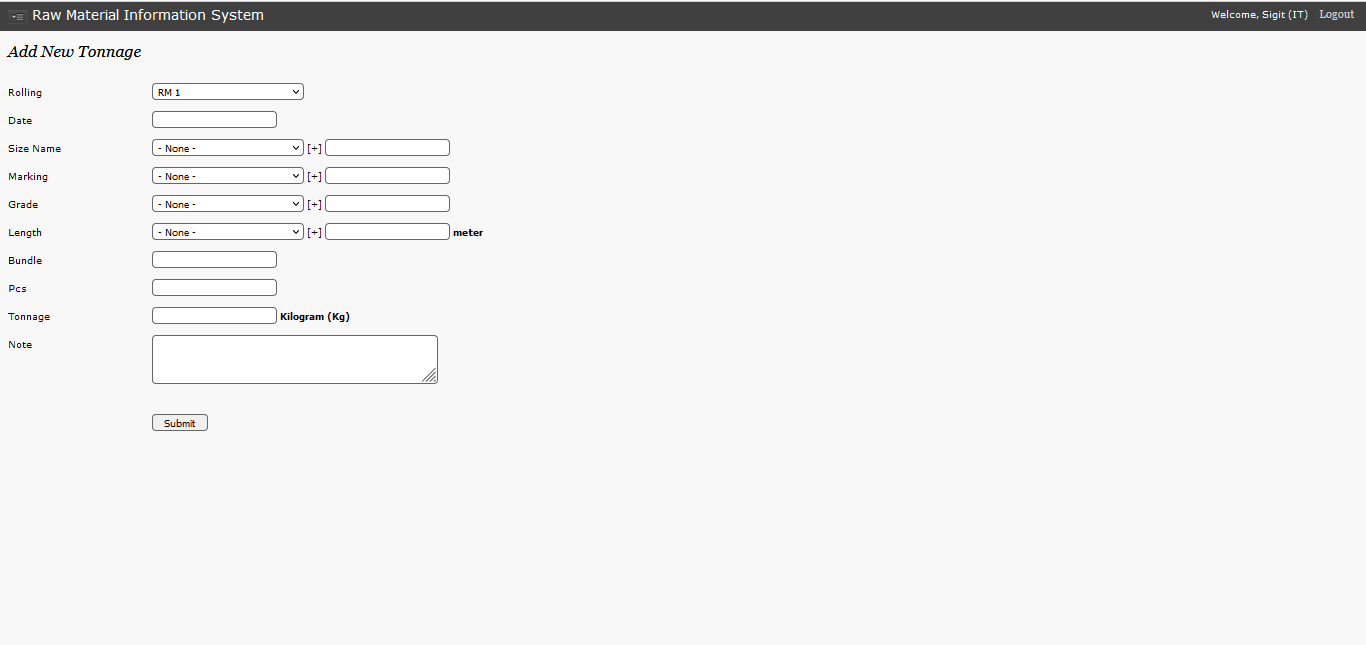 Raw Material Information System Welcome, Sigit (IT) Logout
Add New Tonnage
Rolling RM 1
Date
Size Name - None - [+]
Marking - None - [+]
Grade - None - [+]
Length - None - [+] meter
Bundle
Pcs
Tonnage Kilogram (Kg)
Note
Submit